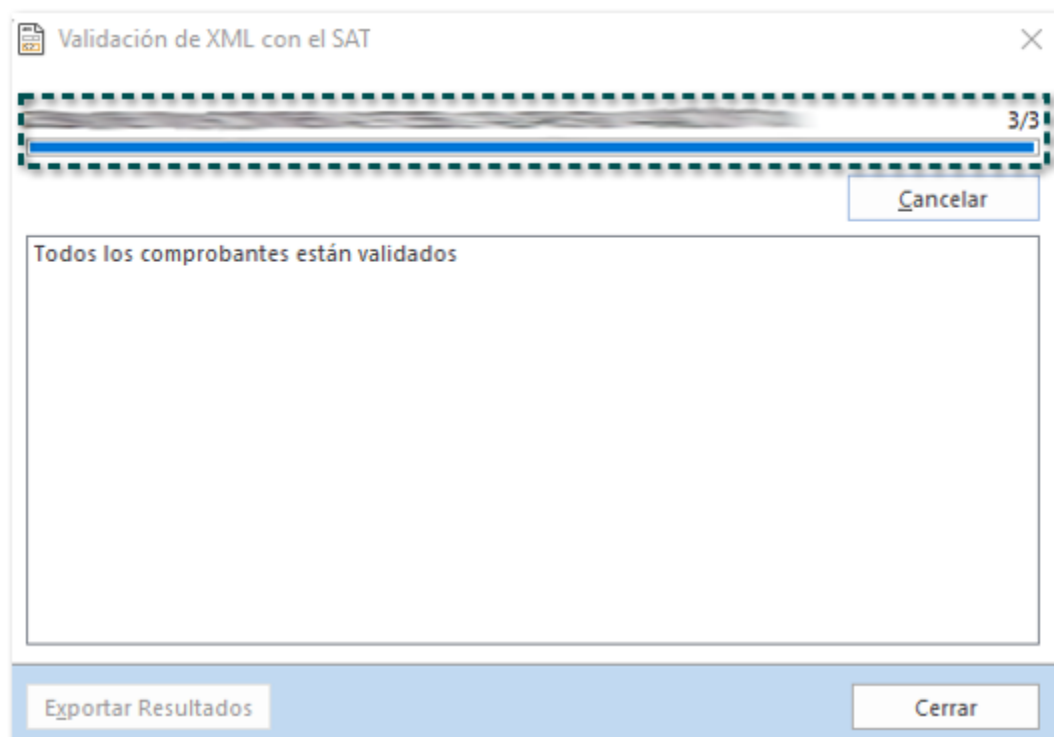 Validación de XML con el SAT
3/3
Cancelar
Todos los comprobantes están validados
Exportar Resultados
Cerrar